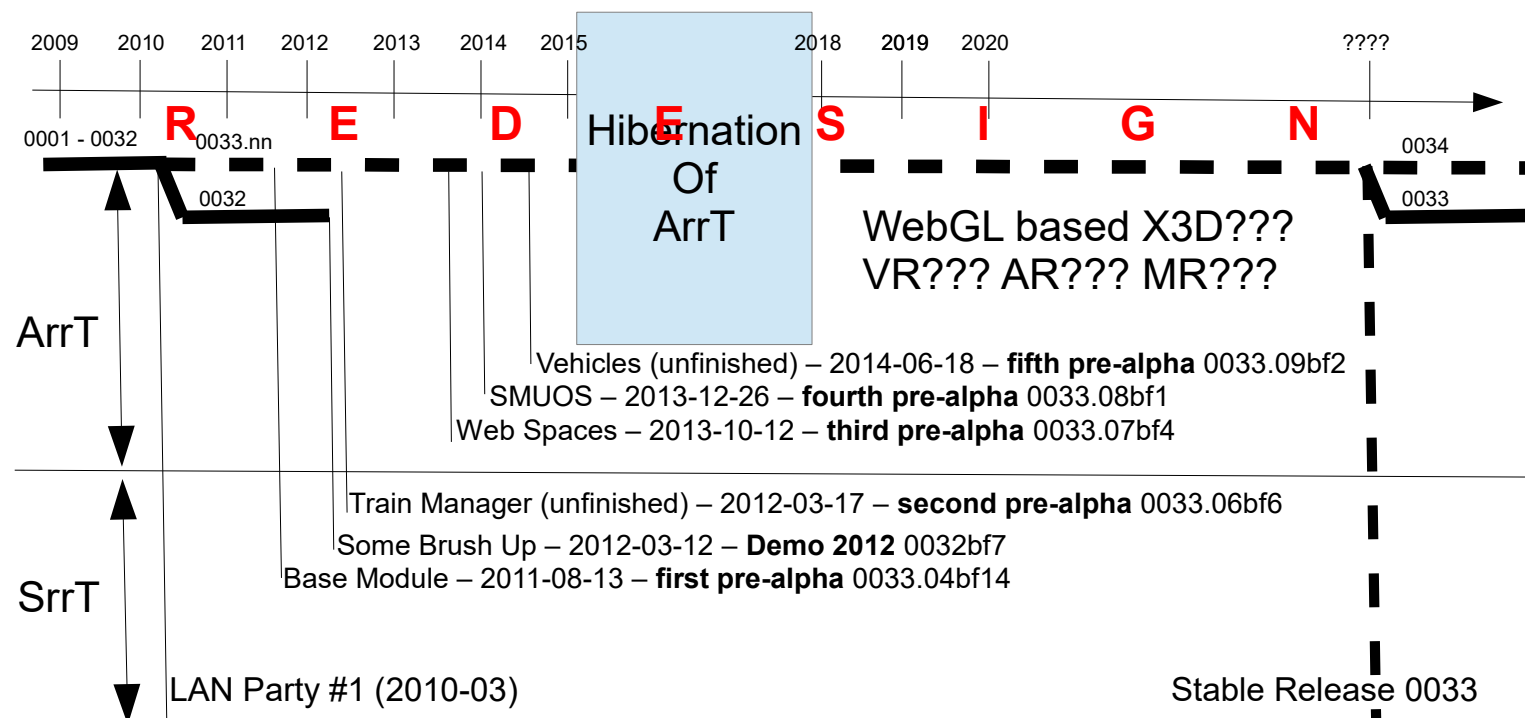 2009 2010 2011 2012 2013 2014 2015 2018 2019 2020 ????
R E D E S I G N
0001 - 0032 0033.nn 0034
0032 0033
Hibernation
Of
ArrT
WebGL based X3D???
VR??? AR??? MR???
ArrT
Vehicles (unfinished) – 2014-06-18 – fifth pre-alpha 0033.09bf2
SMUOS – 2013-12-26 – fourth pre-alpha 0033.08bf1
Web Spaces – 2013-10-12 – third pre-alpha 0033.07bf4
Train Manager (unfinished) – 2012-03-17 – second pre-alpha 0033.06bf6
Some Brush Up – 2012-03-12 – Demo 2012 0032bf7
Base Module – 2011-08-13 – first pre-alpha 0033.04bf14
SrrT
LAN Party #1 (2010-03)
Stable Release 0033